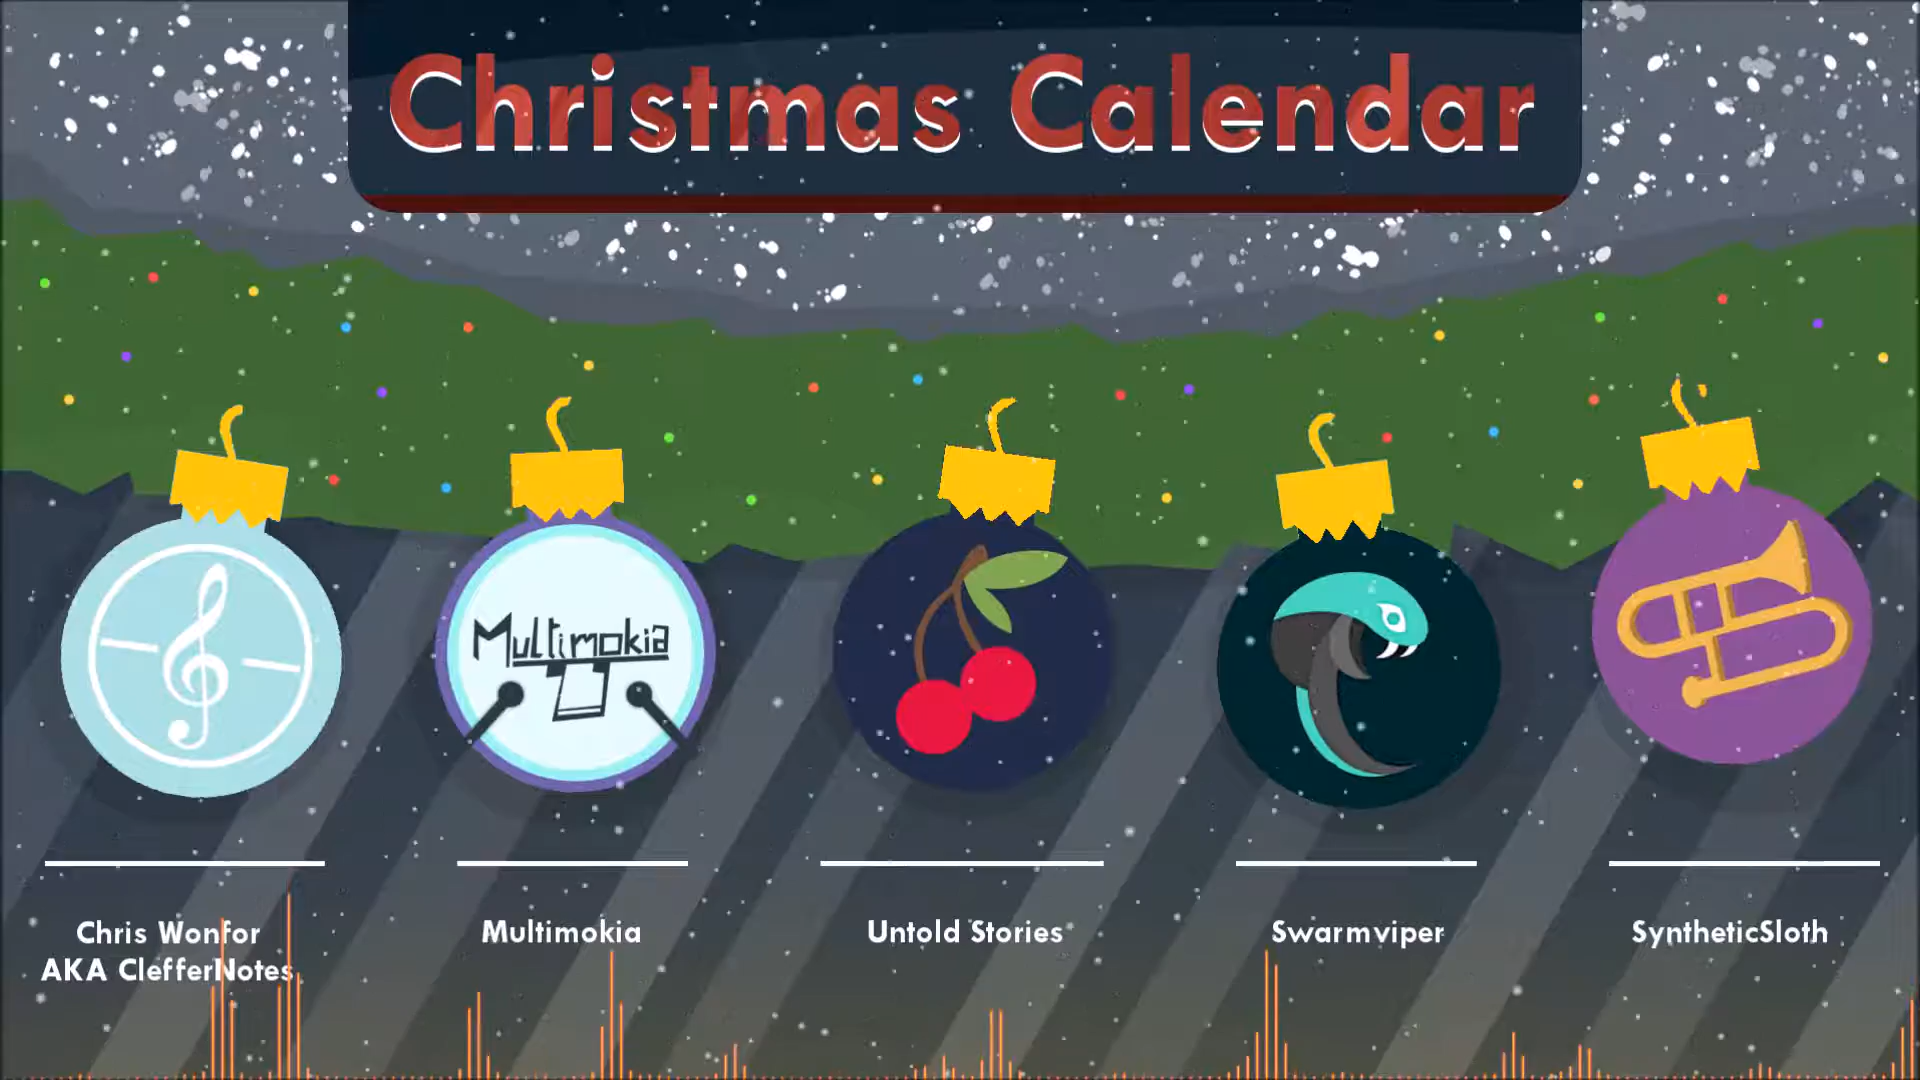 Christmas Calendar
Multimokia
Chris Wonfor
AKA ClefferNotes
Multimokia
Untold Stories
Swarmviper
SyntheticSloth